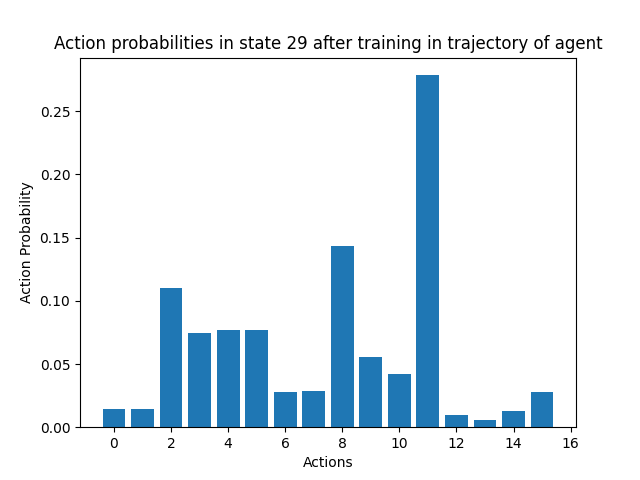 Action probabilities in state 29 after training in trajectory of agent
Action Probability
0.25
0.20
0.15
0.10
0.05
0.00
0 2 4 6 8 10 12 14 16
Actions